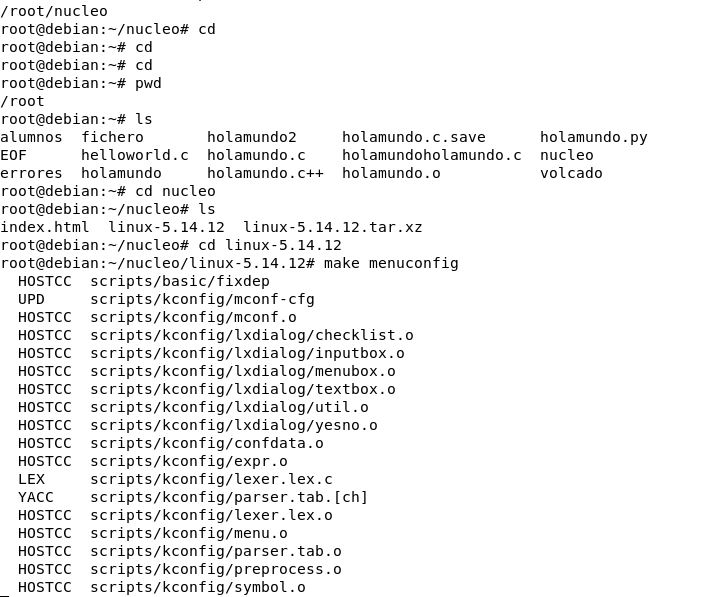 /root/nucleo
root@debian:~/nucleo# cd
root@debian:~# cd
root@debian:~# cd
root@debian:~# pwd
/root
root@debian:~# ls
alumnos  fichero       holamundo2     holamundo.c.save      holamundo.py
EOF      helloworld.c  holamundo.c    holamundoholamundo.c  nucleo
errores  holamundo     holamundo.c++  holamundo.o           volcado
root@debian:~# cd nucleo
root@debian:~/nucleo# ls
index.html  linux-5.14.12  linux-5.14.12.tar.xz
root@debian:~/nucleo# cd linux-5.14.12
root@debian:~/nucleo/linux-5.14.12# make menuconfig
  HOSTCC  scripts/basic/fixdep
  UPD     scripts/kconfig/mconf-cfg
  HOSTCC  scripts/kconfig/mconf.o
  HOSTCC  scripts/kconfig/lxdialog/checklist.o
  HOSTCC  scripts/kconfig/lxdialog/inputbox.o
  HOSTCC  scripts/kconfig/lxdialog/menubox.o
  HOSTCC  scripts/kconfig/lxdialog/textbox.o
  HOSTCC  scripts/kconfig/lxdialog/util.o
  HOSTCC  scripts/kconfig/lxdialog/yesno.o
  HOSTCC  scripts/kconfig/confdata.o
  HOSTCC  scripts/kconfig/expr.o
  LEX     scripts/kconfig/lexer.lex.c
  YACC    scripts/kconfig/parser.tab.[ch]
  HOSTCC  scripts/kconfig/lexer.lex.o
  HOSTCC  scripts/kconfig/menu.o
  HOSTCC  scripts/kconfig/parser.tab.o
  HOSTCC  scripts/kconfig/preprocess.o
  HOSTCC  scripts/kconfig/symbol.o